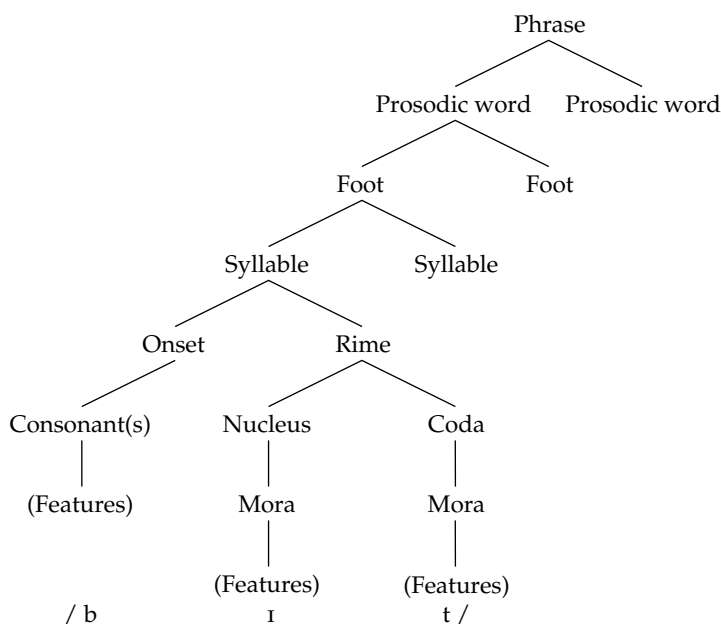 Phrase
Prosodic word Prosodic word
Foot Foot
Syllable Syllable
Onset Rime
Consonant(s) Nucleus Coda
(Features) Mora Mora
(Features) (Features)
/ b ɪ t /